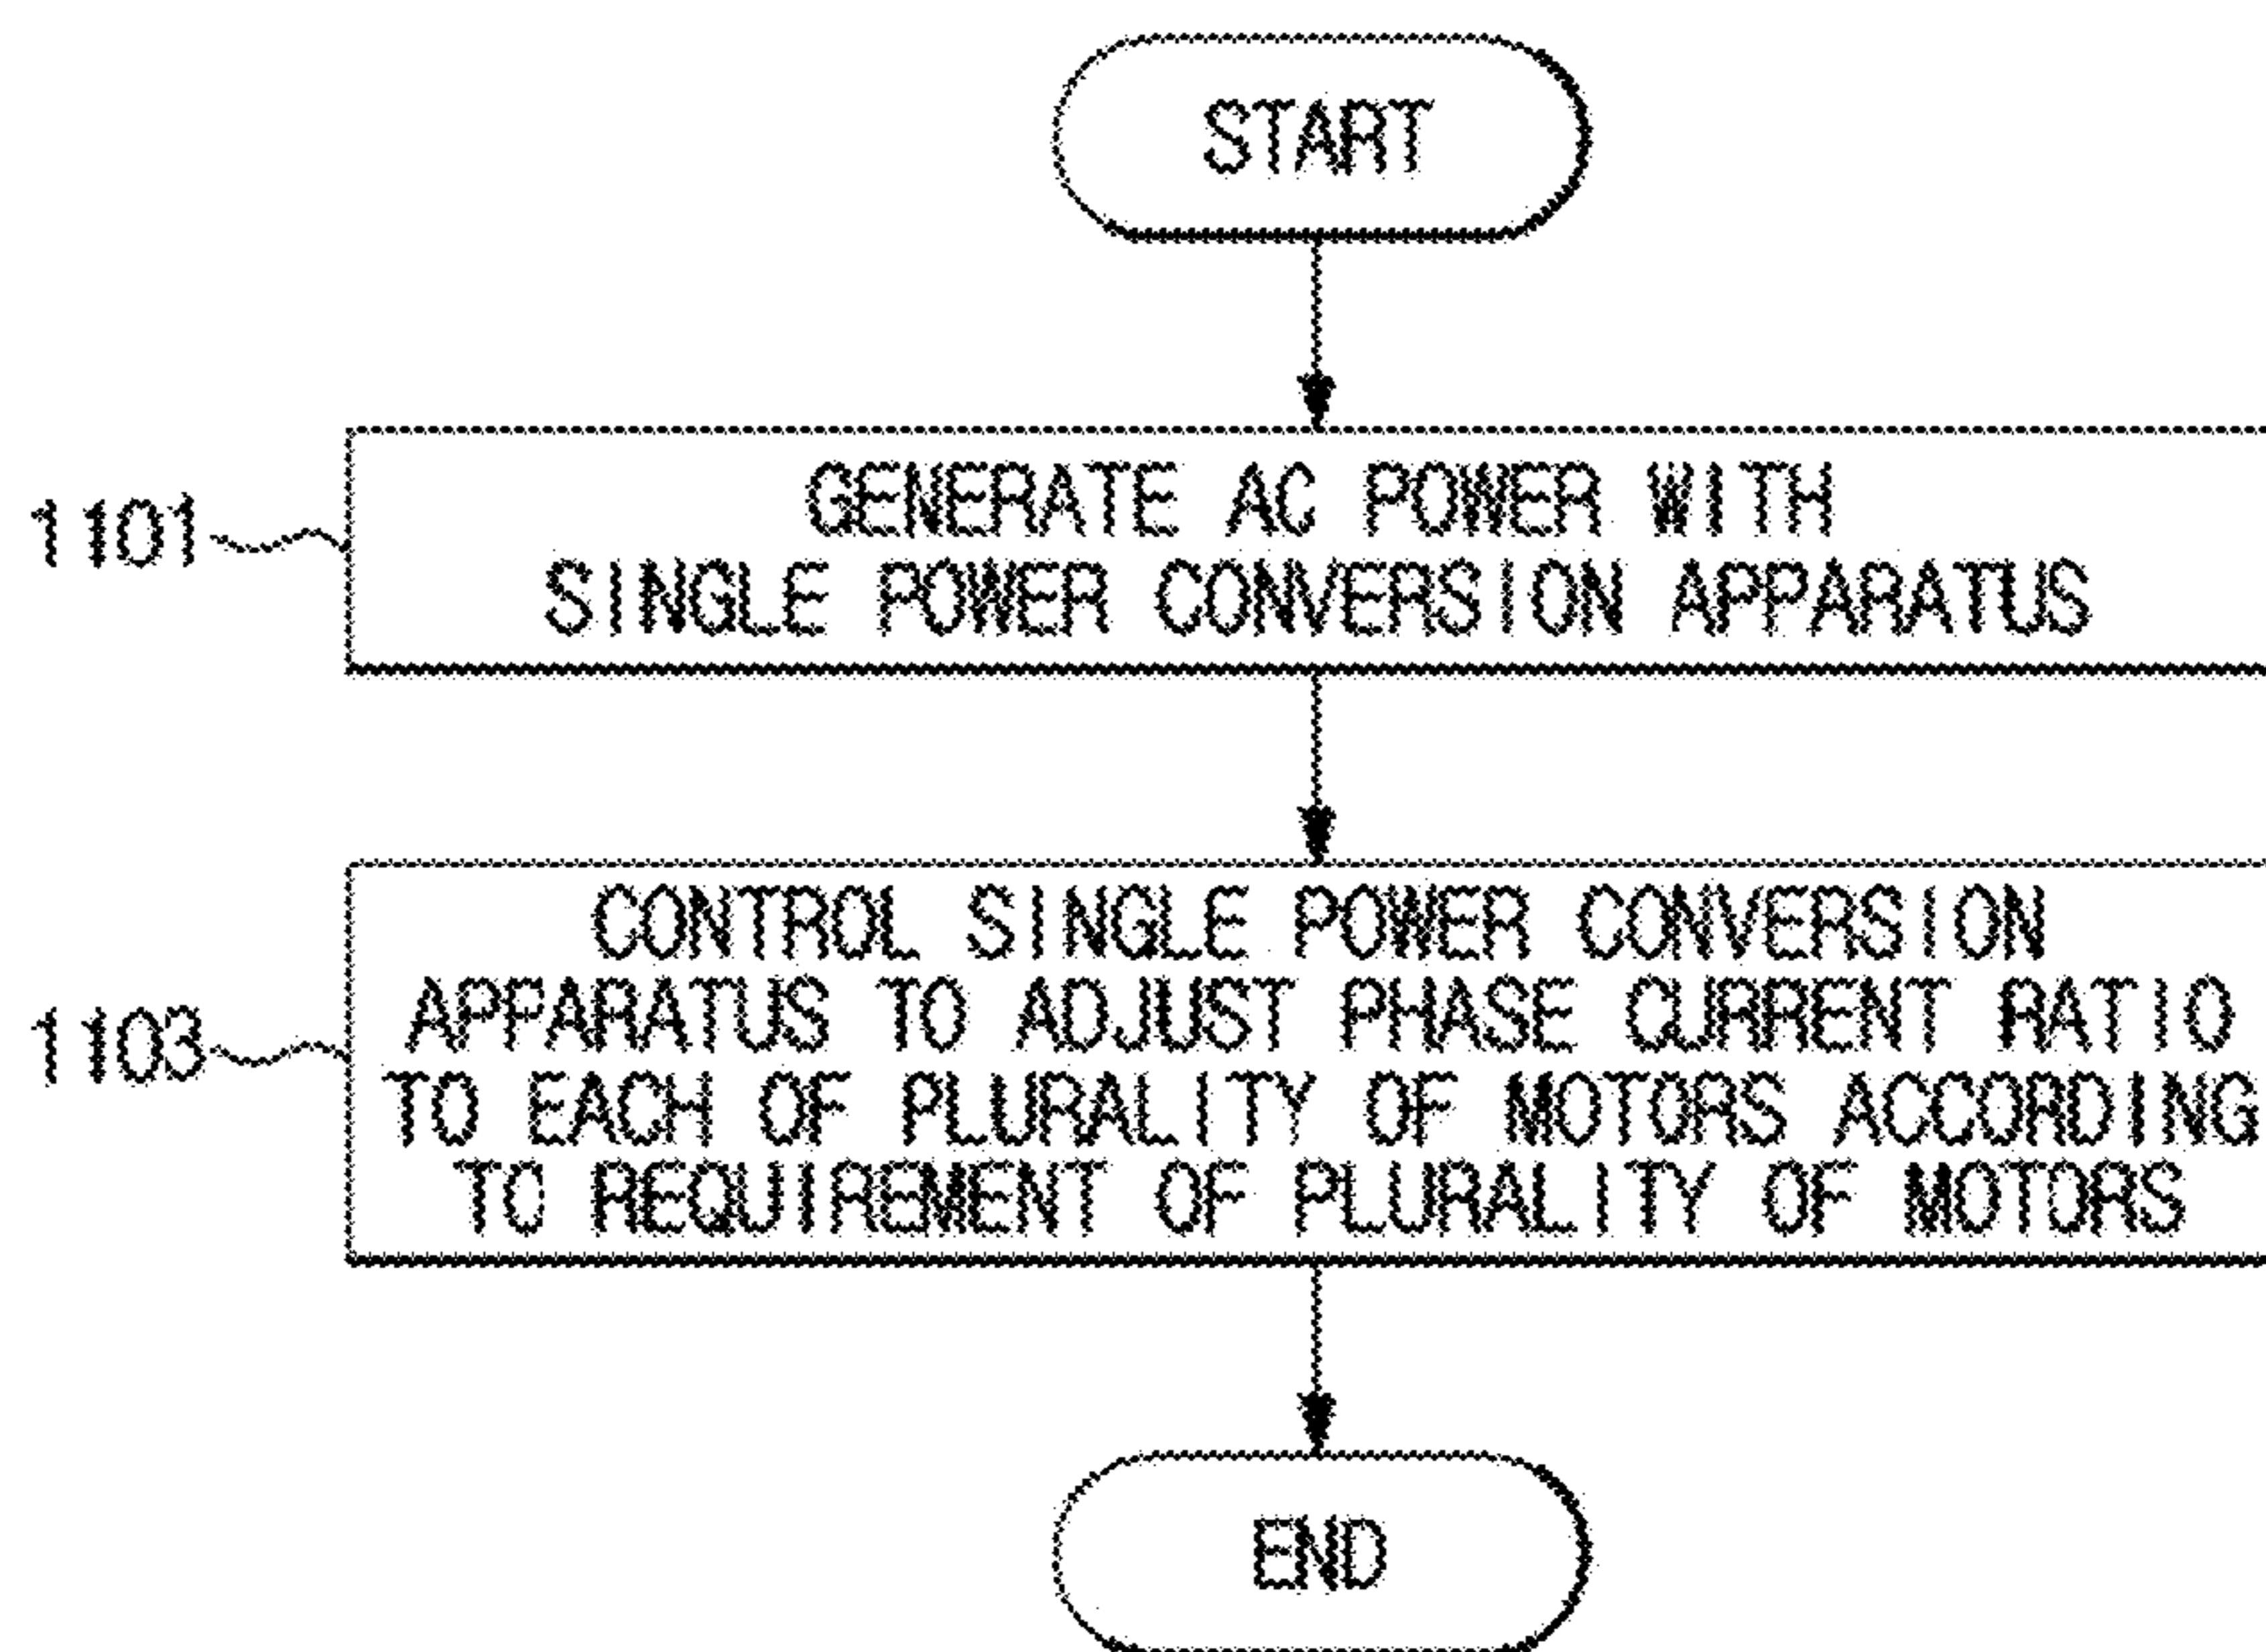 START
1101
GENERATE AC POWER WITH
SINGLE POWER CONVERSION APPARATUS
1103
CONTROL SINGLE POWER CONVERSION
APPARATUS TO ADJUST PHASE CURRENT RATIO
TO EACH OF PLURALITY OF MOTORS ACCORDING
TO REQUIREMENT OF PLURALITY OF MOTORS
END